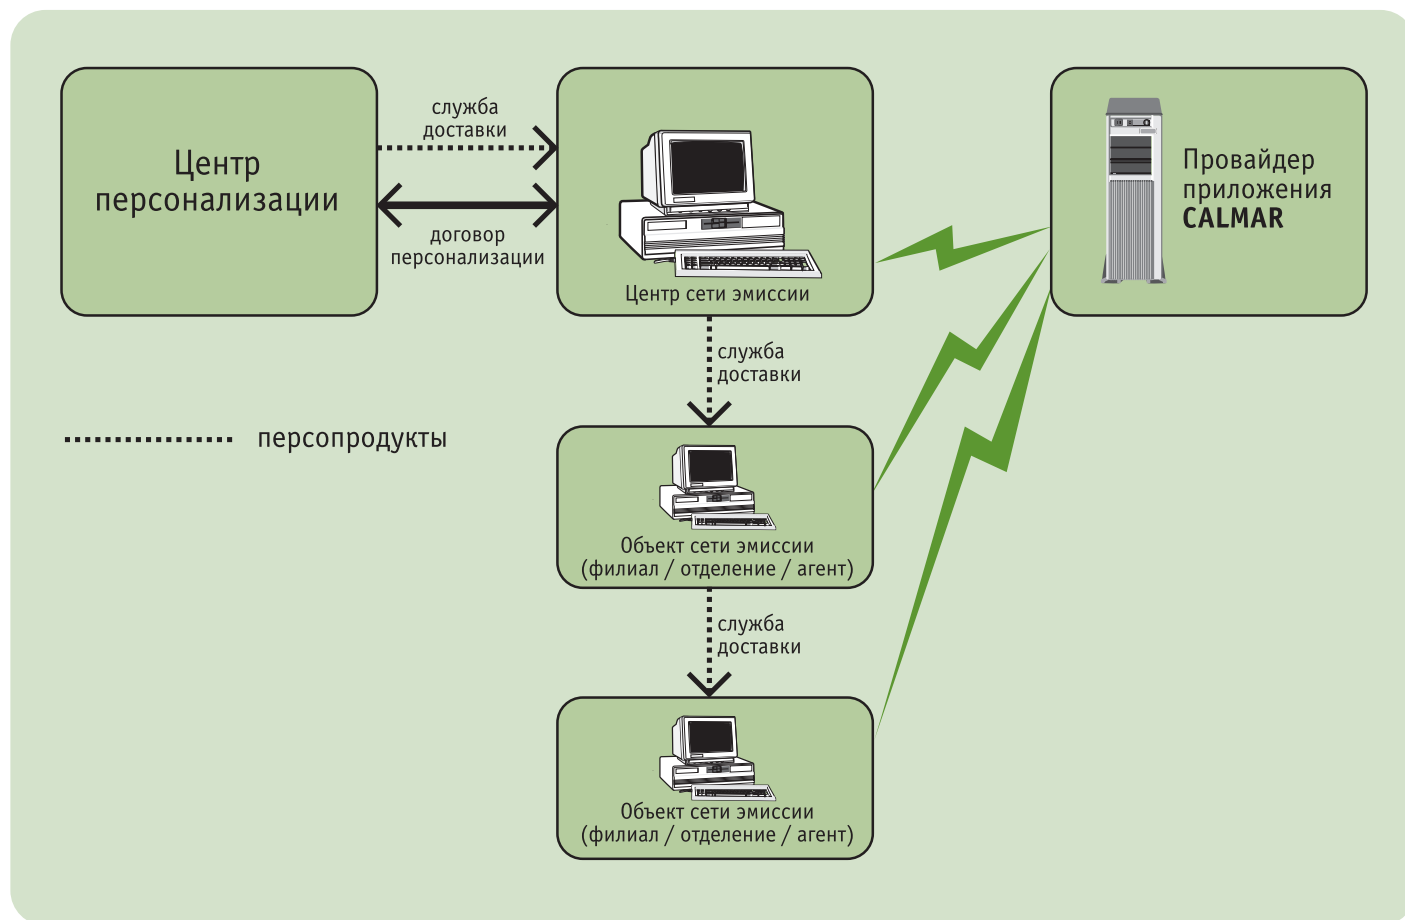 Центр
персонализации
служба
доставки
договор
персонализации
Центр сети эмиссии
Провайдер
приложения
CALMAR
служба
доставки
персопродукты
Объект сети эмиссии
(филиал / отделение / агент)
служба
доставки
Объект сети эмиссии
(филиал / отделение / агент)